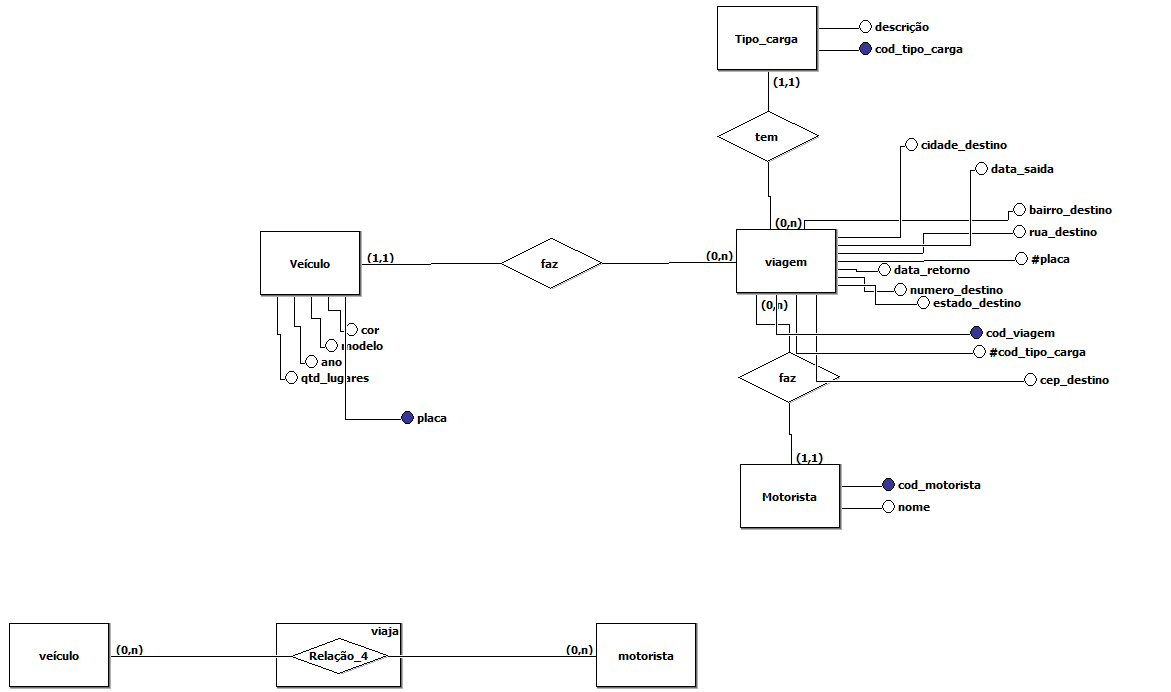 Tipo_carga
descrição
cod_tipo_carga
(1,1)
tem
cidade_destino
data_saida
bairro_destino
(0,n)
rua_destino
Veículo
(1,1)
faz
(0,n)
viagem
#placa
data_retorno
numero_destino
estado_destino
(0,n)
cor
cod_viagem
modelo
#cod_tipo_carga
ano
qtd_lugares
faz
cep_destino
placa
(1,1)
Motorista
cod_motorista
nome
viaja
veículo
(0,n)
Relação_4
(0,n)
motorista